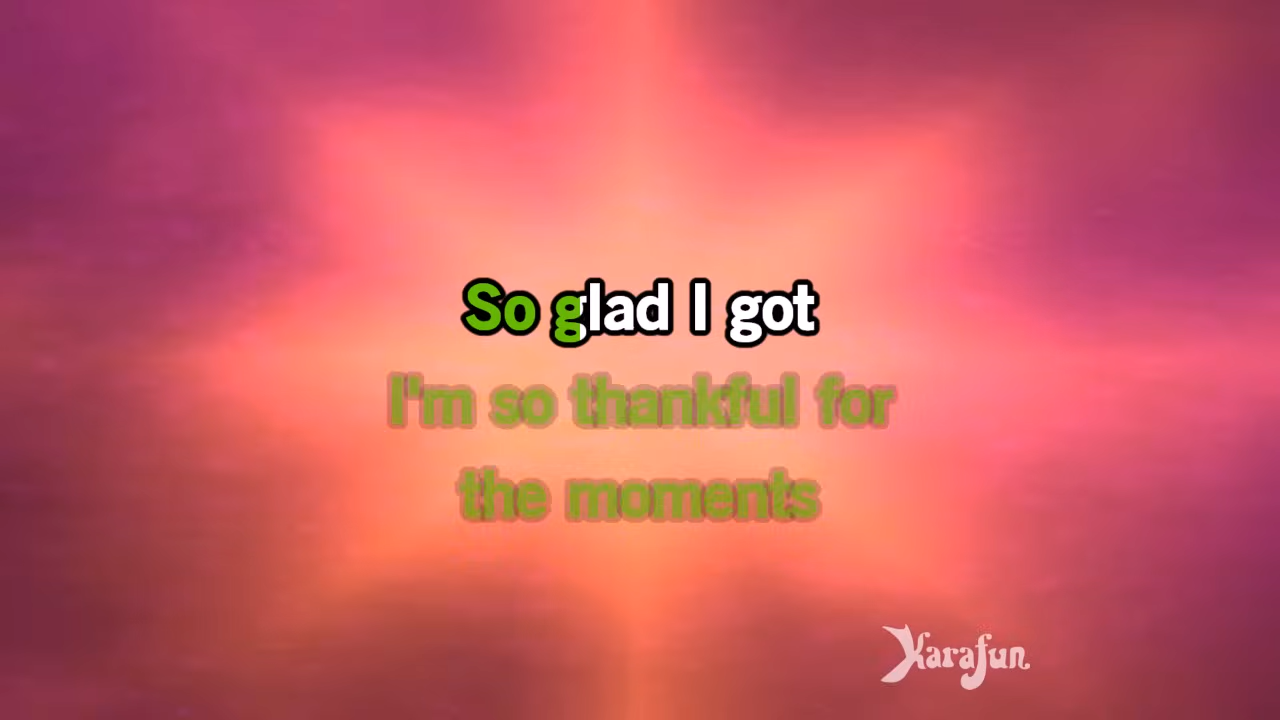 So glad I got
I'm so thankful for
the moments
Karafun